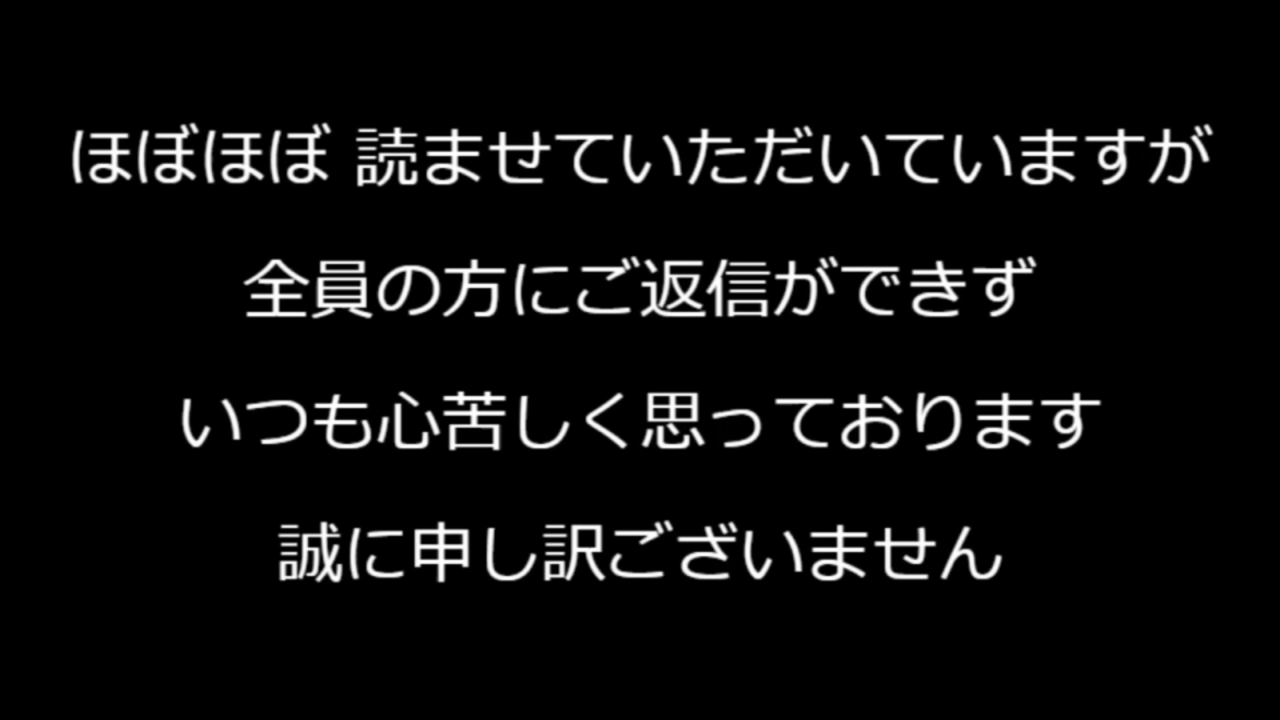 ほぼほぼ 読ませていただいていますが
全員の方にご返信ができず
いつも心苦しく思っております
誠に申し訳ございません